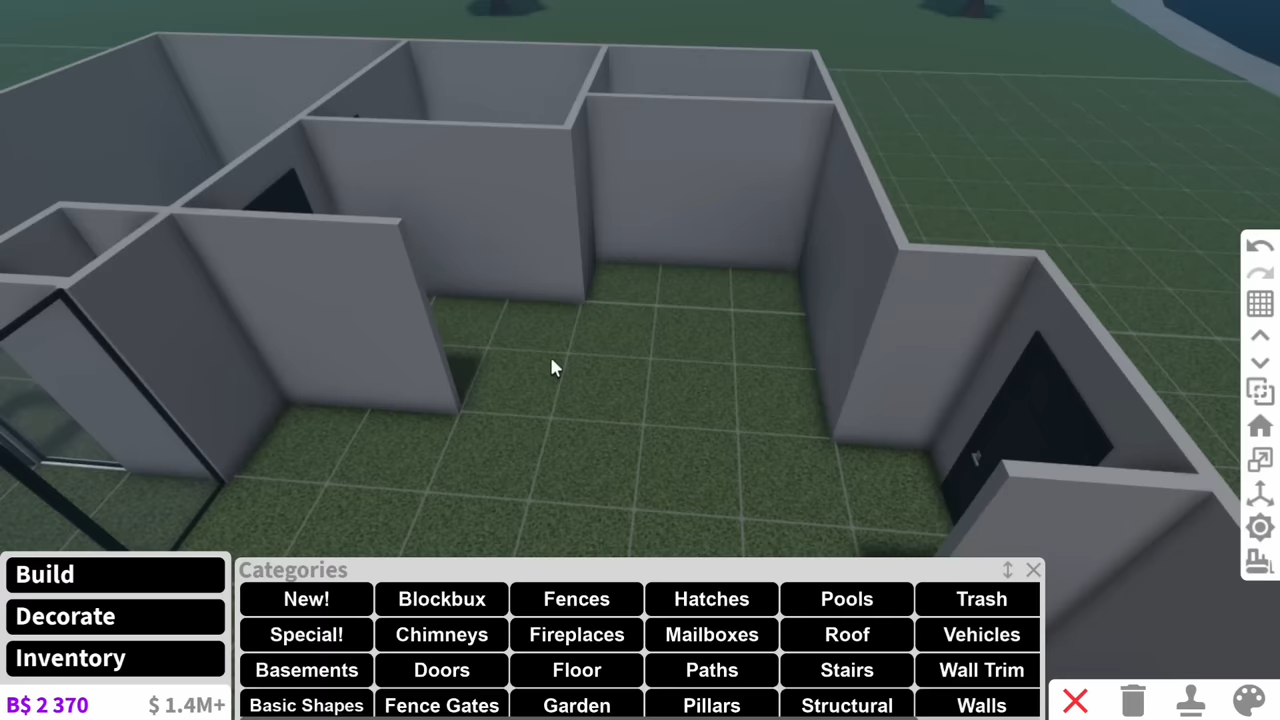 Build
Decorate
Inventory
B$ 2 370 $ 1.4M+
Categories
New! Blockbux Fences Hatches Pools Trash
Special! Chimneys Fireplaces Mailboxes Roof Vehicles
Basements Doors Floor Paths Stairs Wall Trim
Basic Shapes Fence Gates Garden Pillars Structural Walls